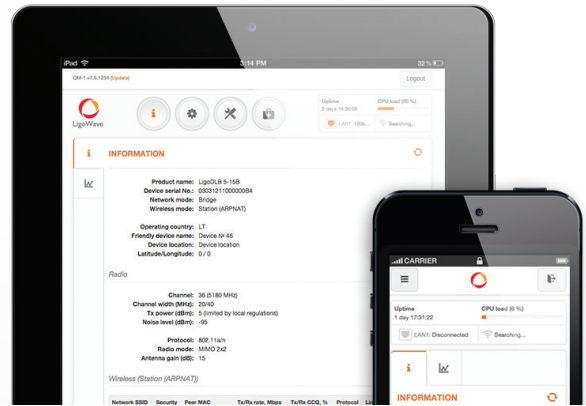 iPad 3:14 PM 32%
QM-1.v7.5.1234 (Update) Logout
LigoWave
Uptime CPU load (60 %)
2 days 14:39:06
LAN1: 100b... Searching...
INFORMATION
Product name: LigoDLB 5-15B
Device serial No.: 03031211000000B4
Network mode: Bridge
Wireless mode: Station (ARPNAT)
Operating country: LT
Friendly device name: Device № 46
Device location: Device location
Latitude/Longitude: 0 / 0
Radio
Channel: 36 (5180 MHz)
Channel width (MHz): 20/40
Tx power (dBm): 5 (limited by local regulations)
Noise level (dBm): -95
Protocol: 802.11a/n
Radio mode: MIMO 2x2
Antenna gain (dB): 15
Wireless (Station (ARPNAT))
Network SSID Security Peer MAC Tx/Rx rate, Mbps Tx/Rx CCQ, % Protocol Lin
CARRIER
Uptime CPU load (6 %)
1 day 17:31:22
LAN1: Disconnected Searching...
INFORMATION